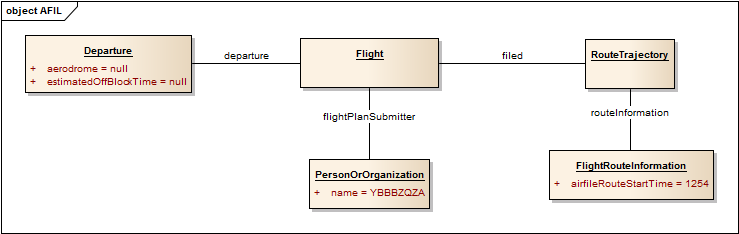 object AFIL
Departure
+ aerodrome = null
+ estimatedOffBlockTime = null
departure
Flight
filed
RouteTrajectory
flightPlanSubmitter
routeInformation
PersonOrOrganization
+ name = YBBBZQZA
FlightRouteInformation
+ airfileRouteStartTime = 1254